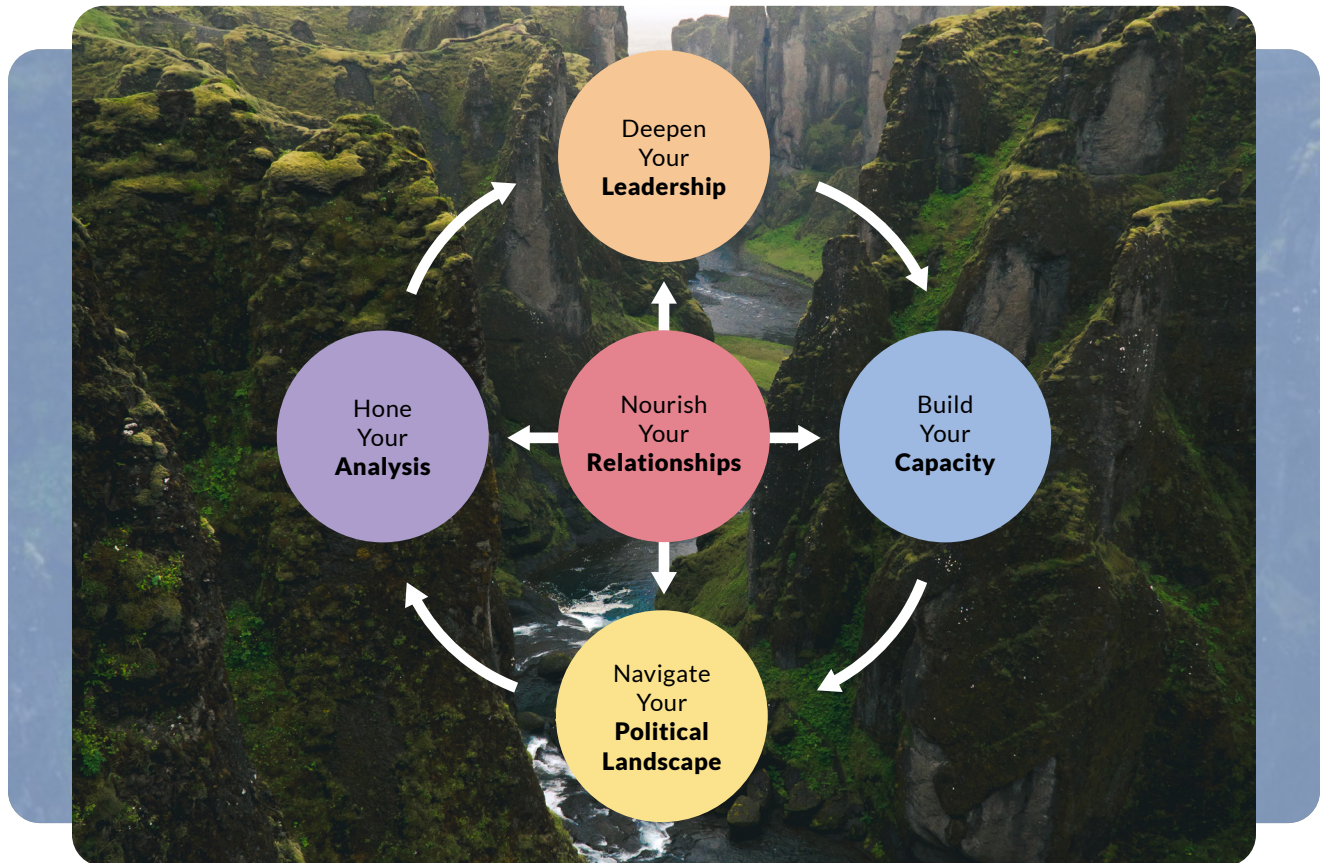 Deepen
Your
Leadership
Hone
Your
Analysis
Nourish
Your
Relationships
Build
Your
Capacity
Navigate
Your
Political
Landscape